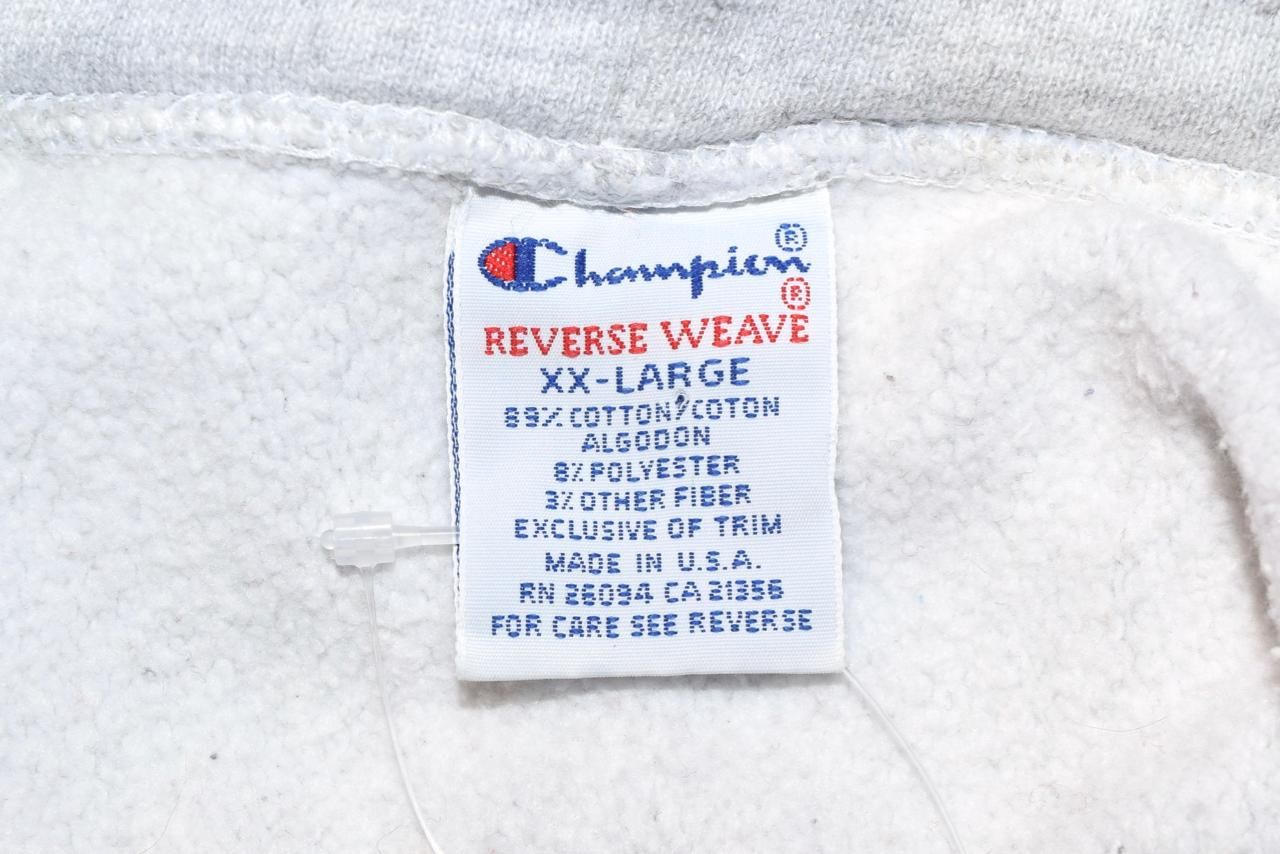 Champion®
REVERSE WEAVE®
XX-LARGE
89% COTTON/COTON
ALGODON
8% POLYESTER
3% OTHER FIBER
EXCLUSIVE OF TRIM
MADE IN U.S.A.
RN 26094 CA 21356
FOR CARE SEE REVERSE